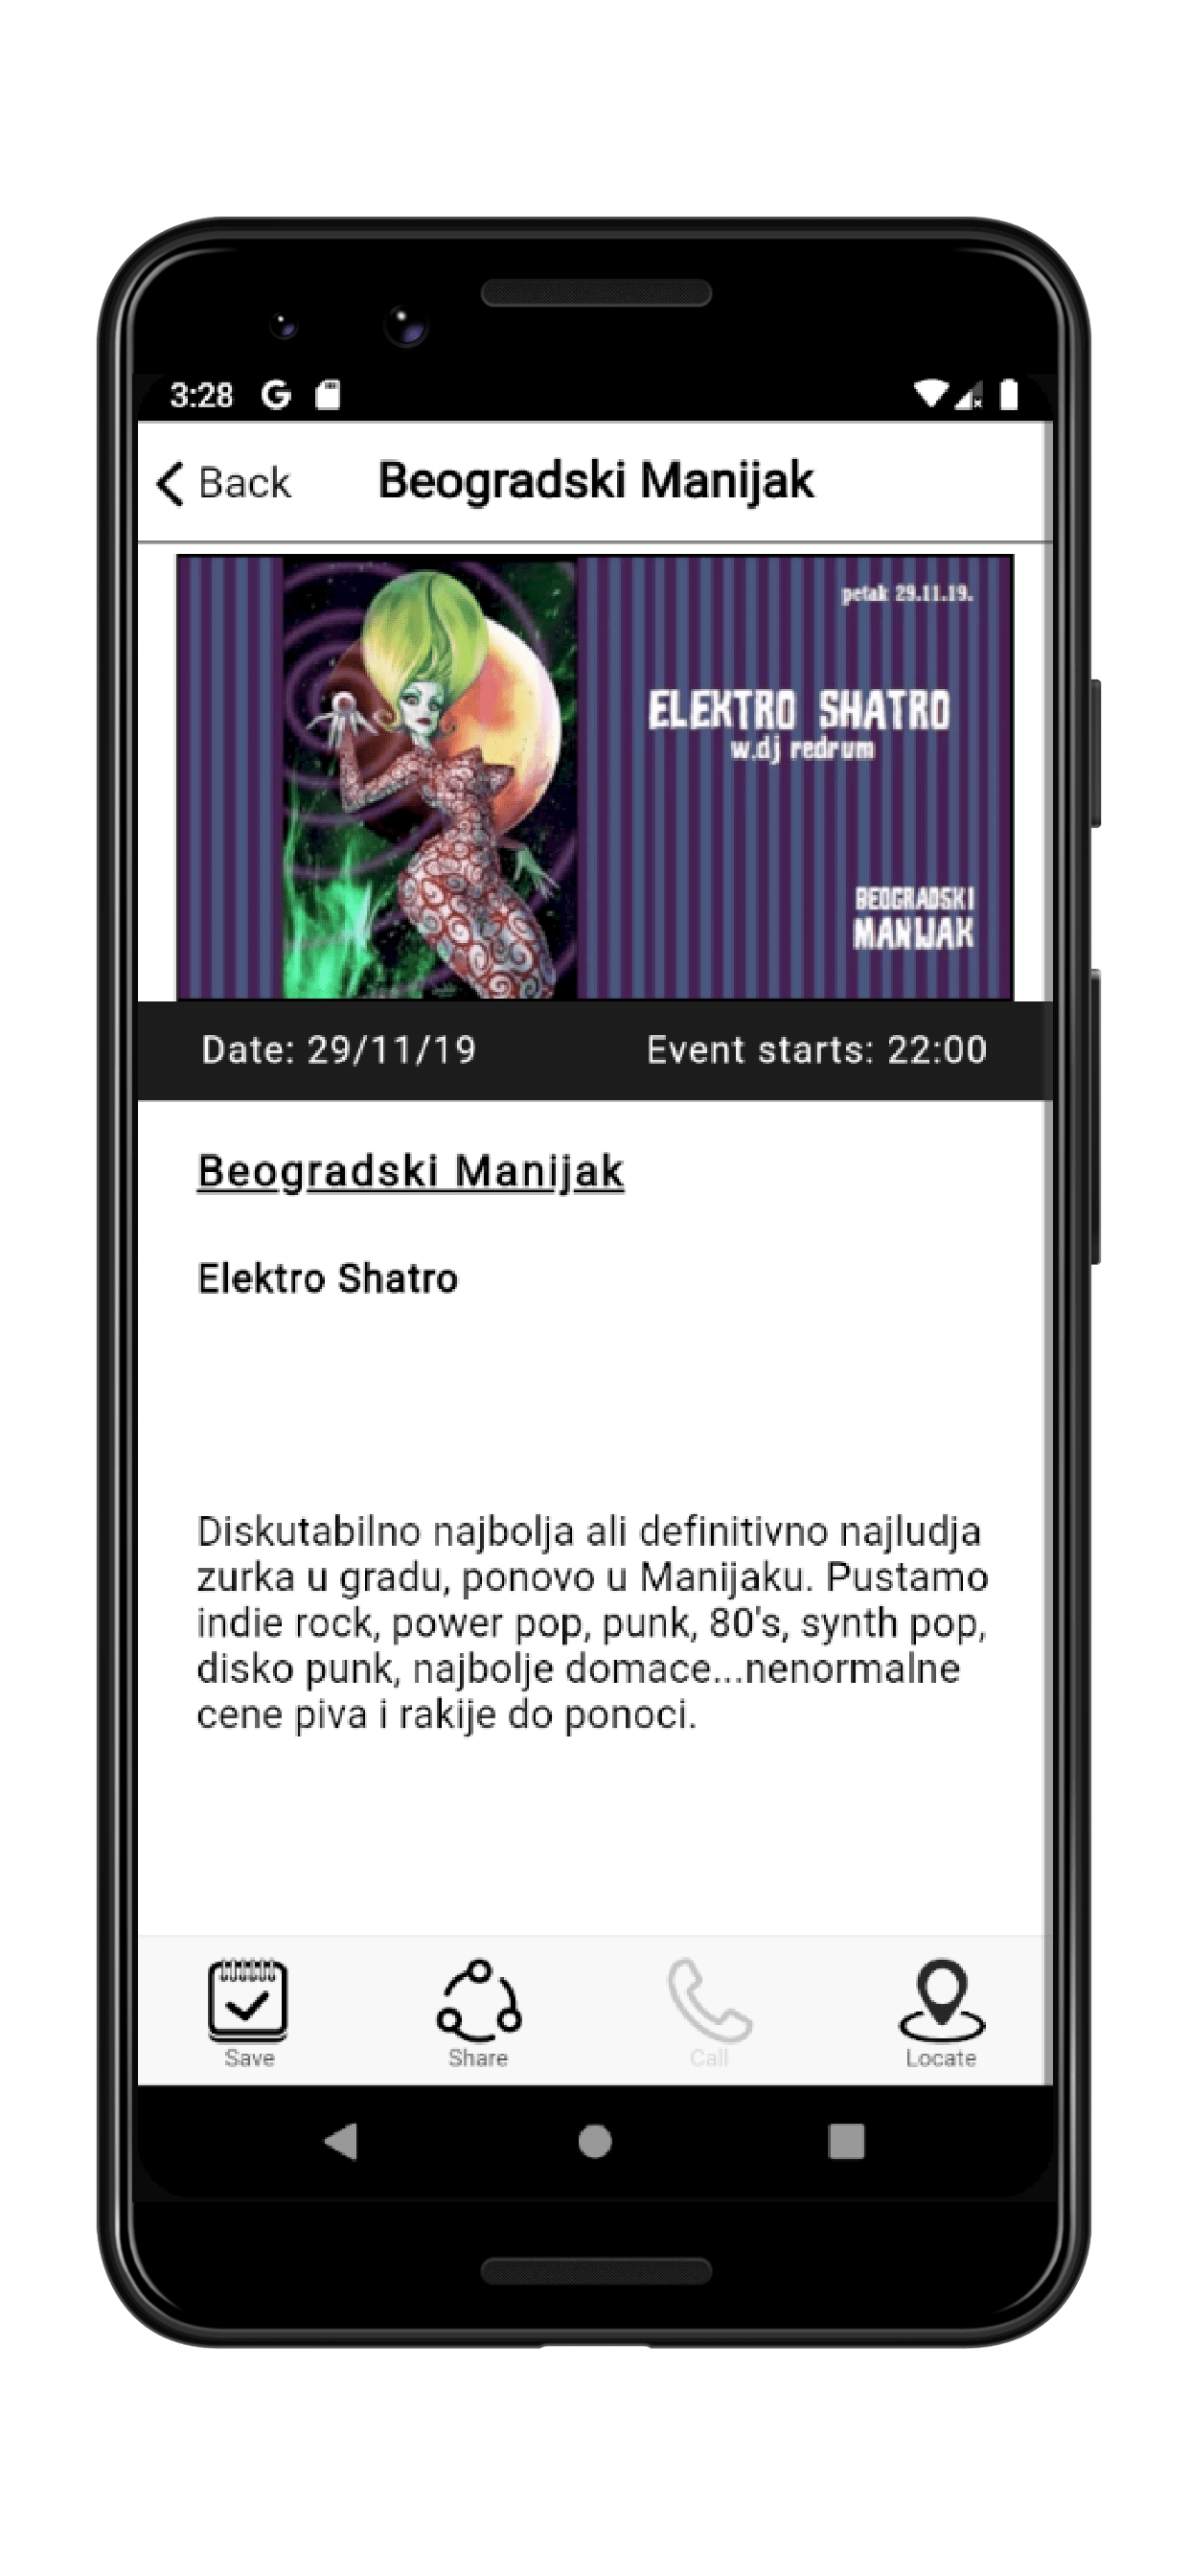 3:28
Back
Beogradski Manijak
petak 29.11.19.
ELEKTRO SHATRO
w.dj redrum
BEOGRADSKI
MANIJAK
Date: 29/11/19
Event starts: 22:00
Beogradski Manijak
Elektro Shatro
Diskutabilno najbolja ali definitivno najludja
zurka u gradu, ponovo u Manijaku. Pustamo
indie rock, power pop, punk, 80's, synth pop,
disko punk, najbolje domace...nenormalne
cene piva i rakije do ponoci.
Save
Share
Call
Locate